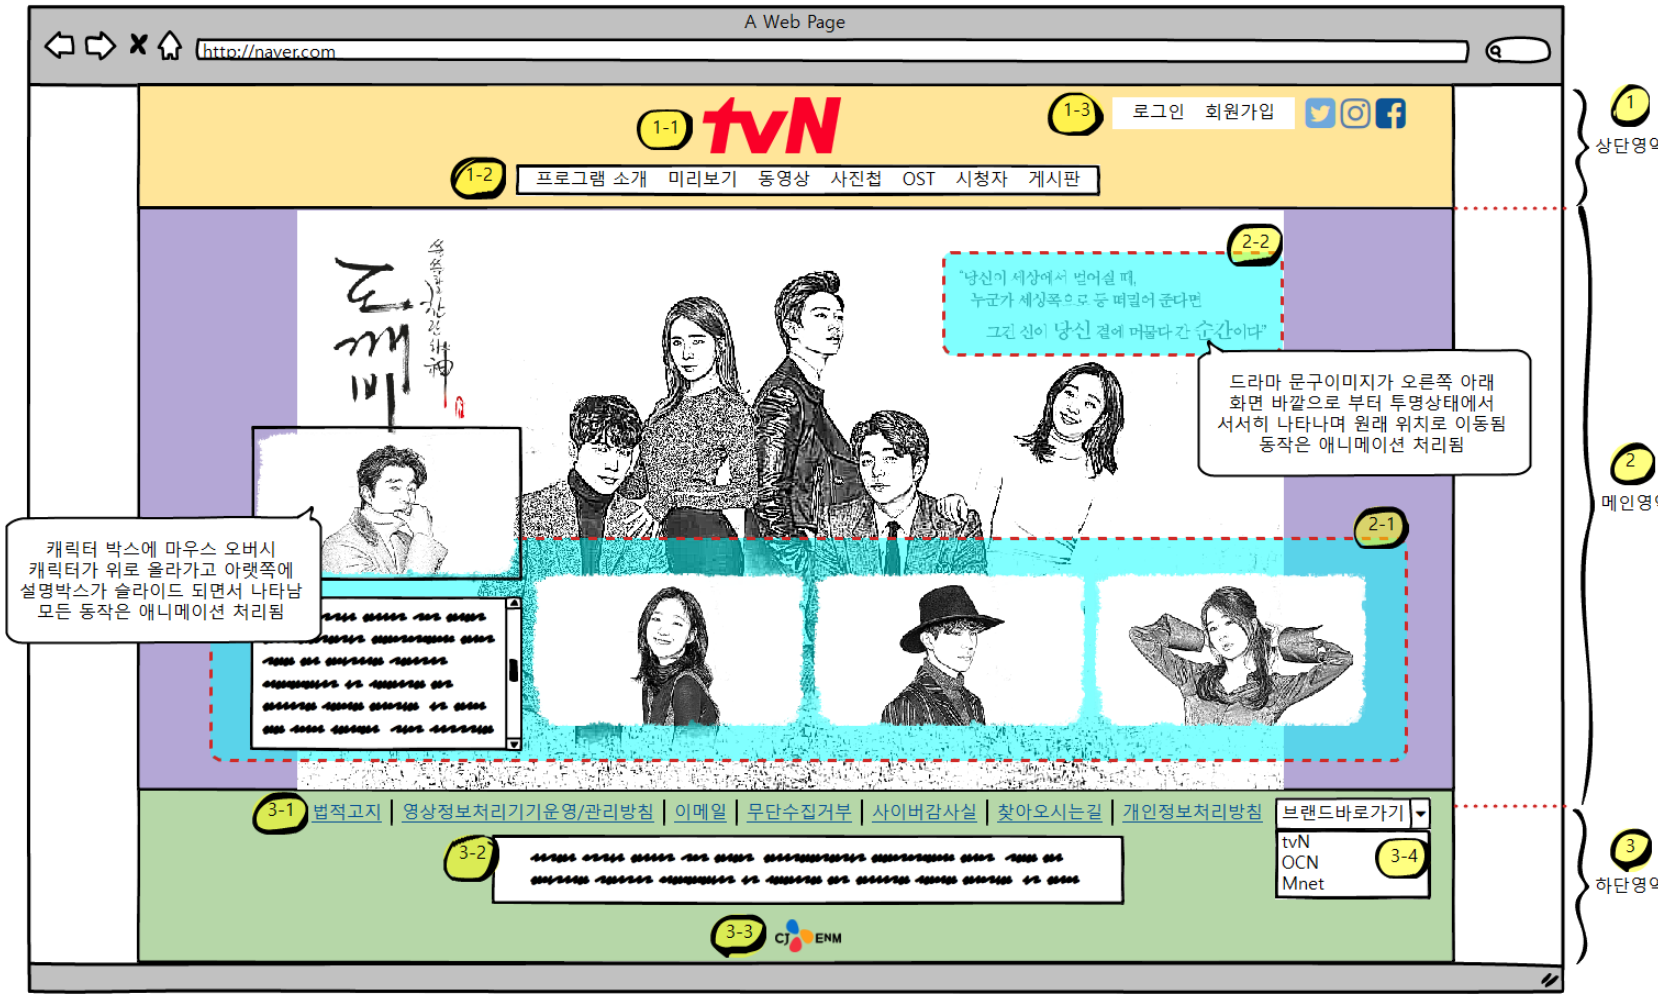 A Web Page
http://naver.com
1-1
tvN
1-3
로그인 회원가입
1
상단영역
1-2
프로그램 소개 미리보기 동영상 사진첩 OST 시청자 게시판
2-2
쓸쓸하고 찬란하神
도깨비
“당신이 세상에서 멀어질 때,
누군가 세상쪽으로 등 떠밀어 준다면
그건 신이 당신 곁에 머물다 간 순간이다”
드라마 문구이미지가 오른쪽 아래
화면 바깥으로 부터 투명상태에서
서서히 나타나며 원래 위치로 이동됨
동작은 애니메이션 처리됨
2
메인영역
2-1
캐릭터 박스에 마우스 오버시
캐릭터가 위로 올라가고 아랫쪽에
설명박스가 슬라이드 되면서 나타남
모든 동작은 애니메이션 처리됨
3-1
법적고지 | 영상정보처리기기운영/관리방침 | 이메일 | 무단수집거부 | 사이버감사실 | 찾아오시는길 | 개인정보처리방침
브랜드바로가기
tvN
OCN
Mnet
3-4
3-2
3
하단영역
3-3
CJ ENM